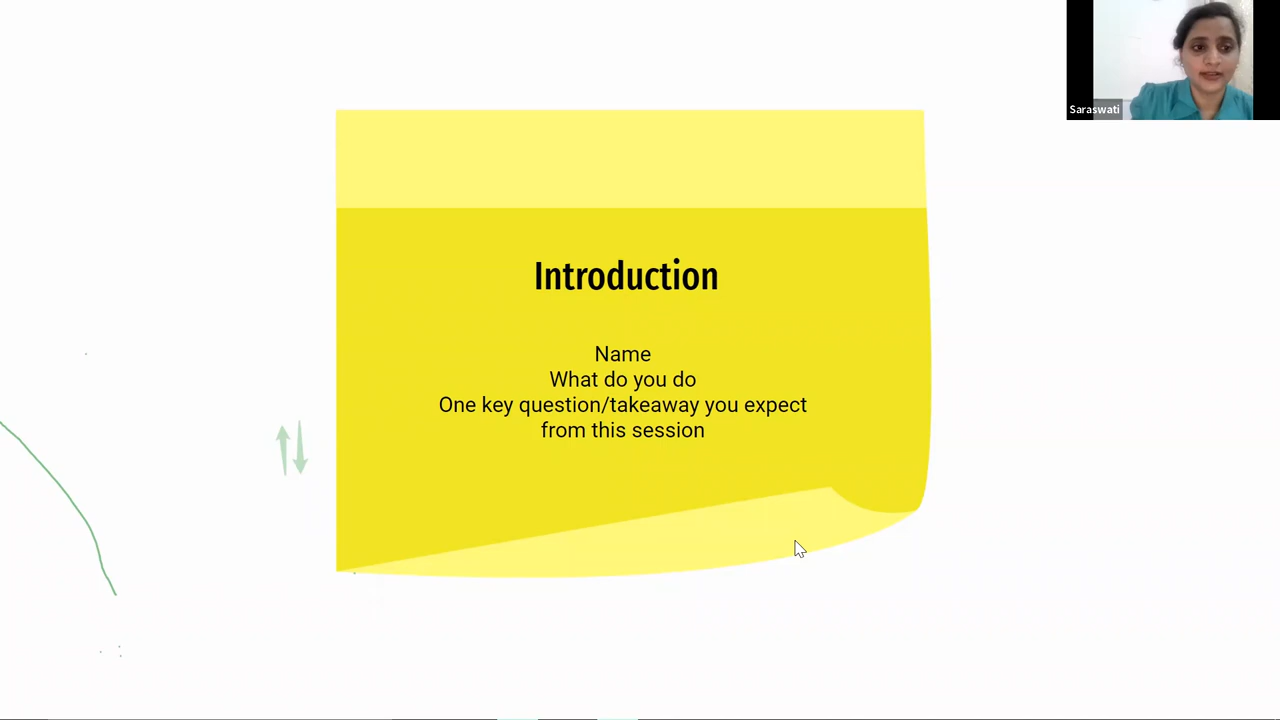 Saraswati
Introduction
Name
What do you do
One key question/takeaway you expect
from this session